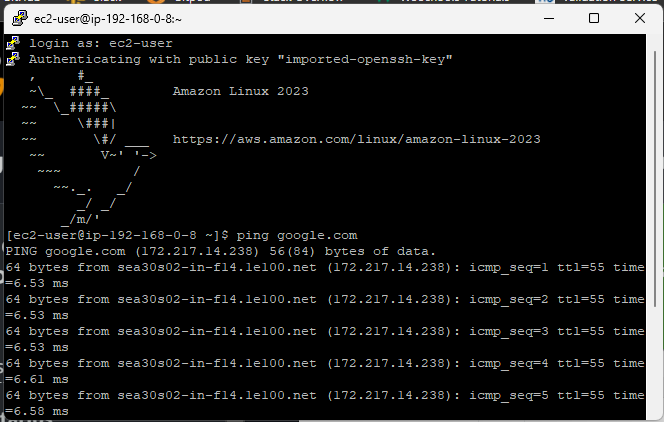 ec2-user@ip-192-168-0-8:~
login as: ec2-user
Authenticating with public key "imported-openssh-key"
   ,     #_
   ~\_  ####_        Amazon Linux 2023
  ~~  \_#####\
  ~~     \###|
  ~~       \#/ ___   https://aws.amazon.com/linux/amazon-linux-2023
   ~~       V~' '->
    ~~~         /
      ~~._.   _/
         _/ _/
       _/m/'
[ec2-user@ip-192-168-0-8 ~]$ ping google.com
PING google.com (172.217.14.238) 56(84) bytes of data.
64 bytes from sea30s02-in-f14.1e100.net (172.217.14.238): icmp_seq=1 ttl=55 time
=6.53 ms
64 bytes from sea30s02-in-f14.1e100.net (172.217.14.238): icmp_seq=2 ttl=55 time
=6.53 ms
64 bytes from sea30s02-in-f14.1e100.net (172.217.14.238): icmp_seq=3 ttl=55 time
=6.53 ms
64 bytes from sea30s02-in-f14.1e100.net (172.217.14.238): icmp_seq=4 ttl=55 time
=6.61 ms
64 bytes from sea30s02-in-f14.1e100.net (172.217.14.238): icmp_seq=5 ttl=55 time
=6.58 ms